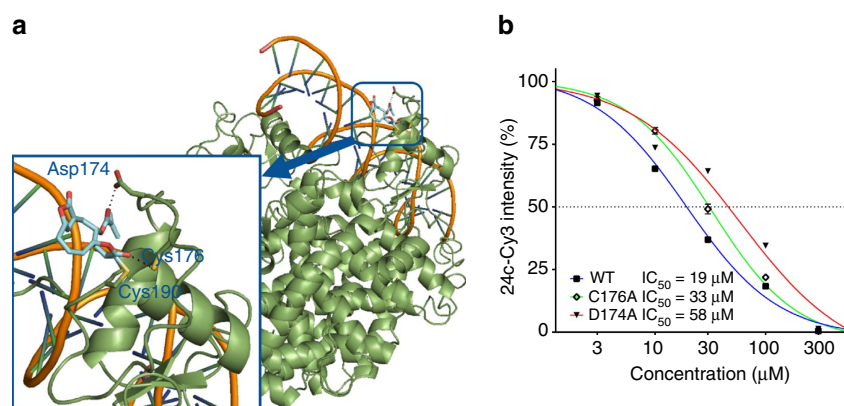 a
Asp174
Cys176
Cys190
b
24c-Cy3 intensity (%)
100
75
50
25
0
WT IC50 = 19 μM
C176A IC50 = 33 μM
D174A IC50 = 58 μM
3 10 30 100 300
Concentration (μM)